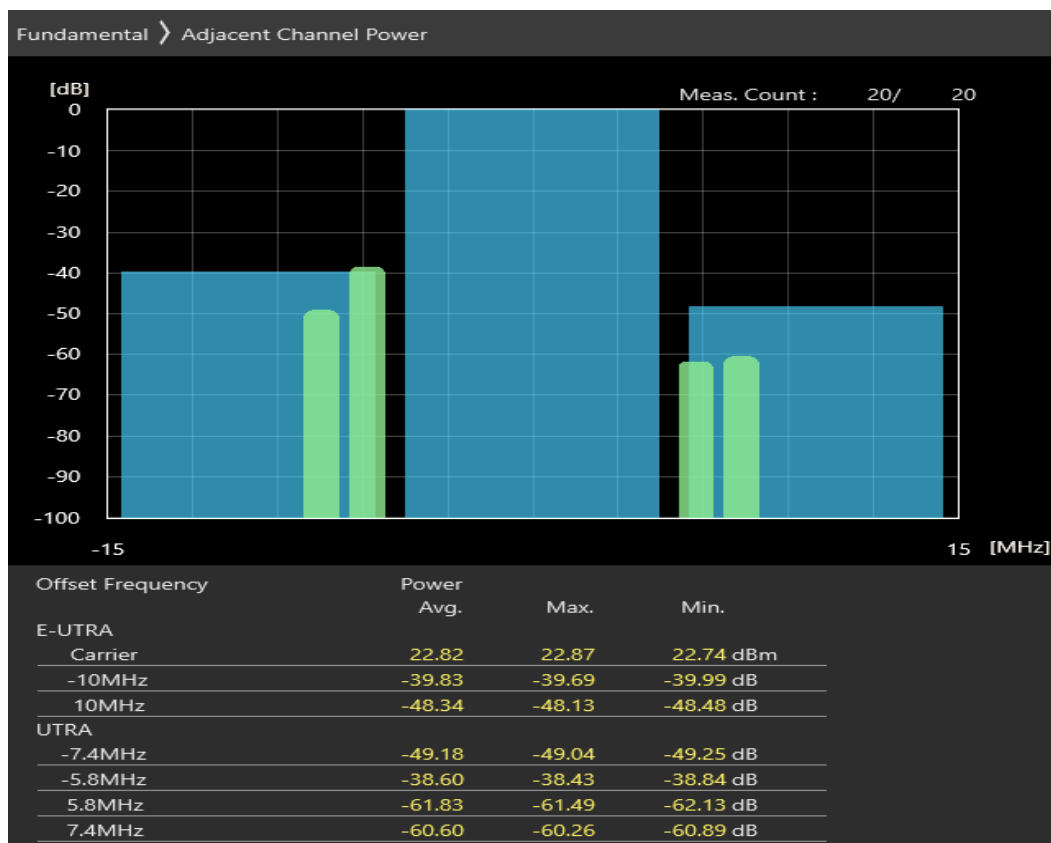 Fundamental 〉 Adjacent Channel Power
[dB]
Meas. Count : 20/ 20
0
-10
-20
-30
-40
-50
-60
-70
-80
-90
-100
-15 15 [MHz]
Offset Frequency Power
Avg. Max. Min.
E-UTRA
Carrier 22.82 22.87 22.74 dBm
-10MHz -39.83 -39.69 -39.99 dB
10MHz -48.34 -48.13 -48.48 dB
UTRA
-7.4MHz -49.18 -49.04 -49.25 dB
-5.8MHz -38.60 -38.43 -38.84 dB
5.8MHz -61.83 -61.49 -62.13 dB
7.4MHz -60.60 -60.26 -60.89 dB